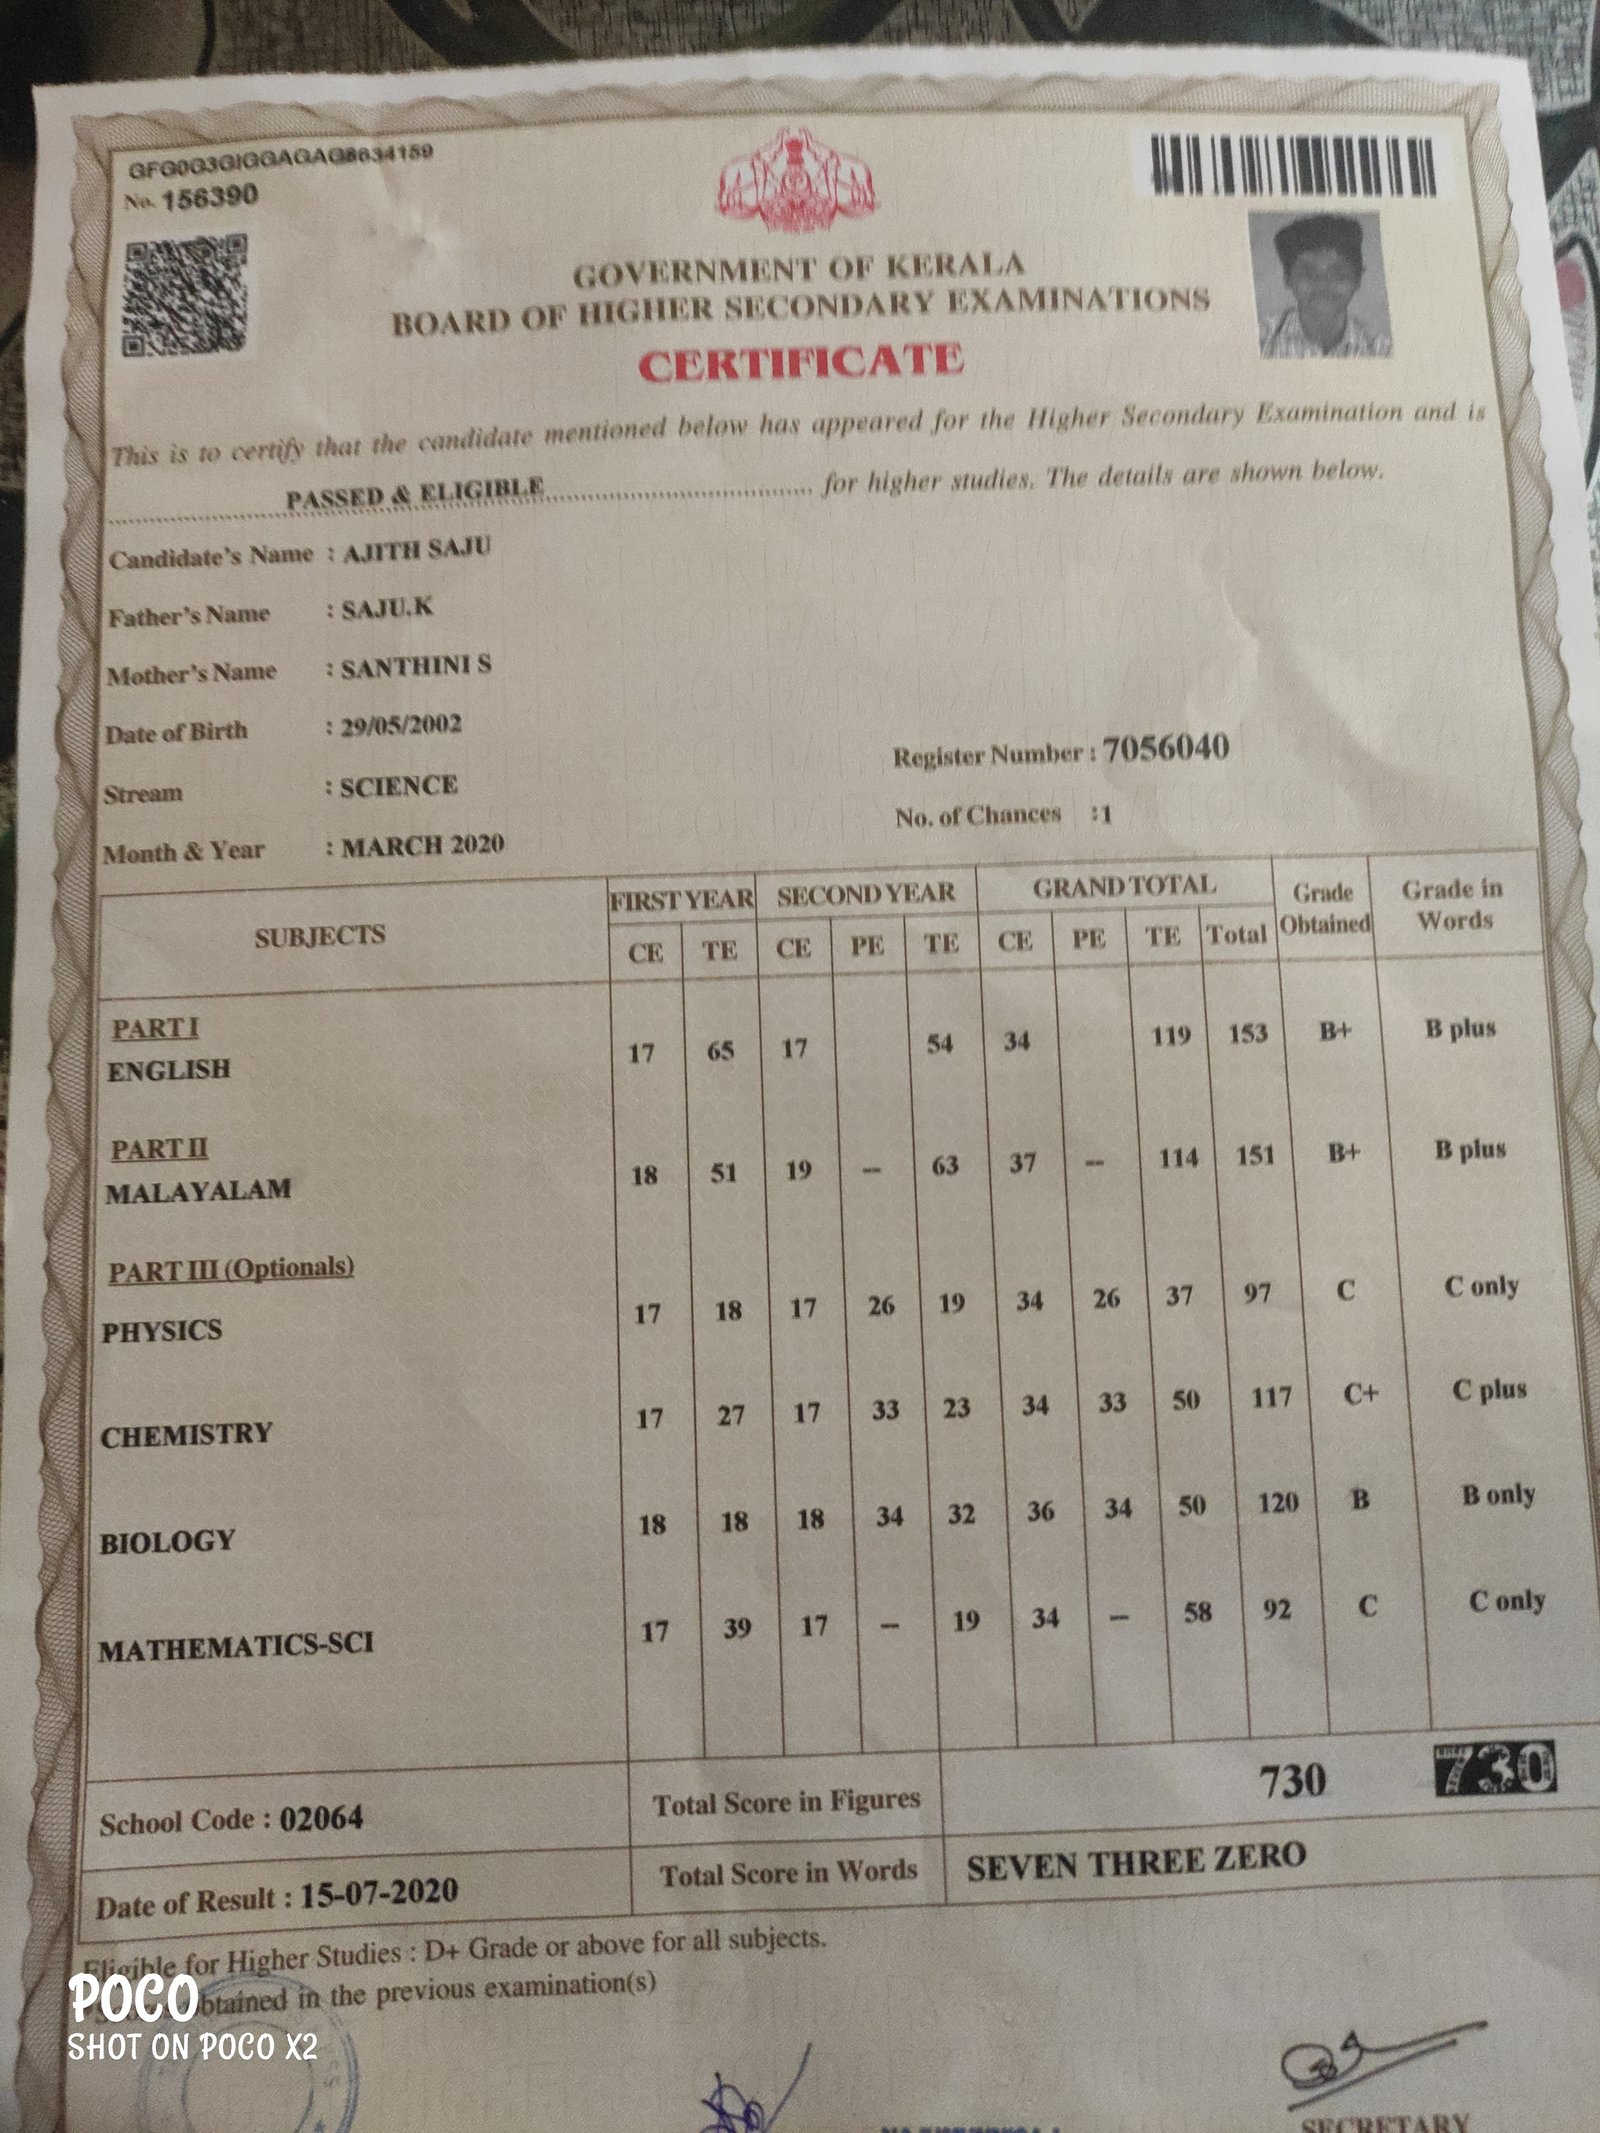 GFG0G3GIGGAGAG8634159
No. 156390
GOVERNMENT OF KERALA
BOARD OF HIGHER SECONDARY EXAMINATIONS
CERTIFICATE
This is to certify that the candidate mentioned below has appeared for the Higher Secondary Examination and is
PASSED & ELIGIBLE for higher studies. The details are shown below.
Candidate's Name : AJITH SAJU
Father's Name : SAJU.K
Mother's Name : SANTHINI S
Date of Birth : 29/05/2002
Register Number : 7056040
Stream : SCIENCE
No. of Chances :1
Month & Year : MARCH 2020
SUBJECTS FIRST YEAR SECOND YEAR GRAND TOTAL Grade Obtained Grade in Words
CE TE CE PE TE CE PE TE Total
PART I
ENGLISH 17 65 17 54 34 119 153 B+ B plus
PART II
MALAYALAM 18 51 19 -- 63 37 -- 114 151 B+ B plus
PART III (Optionals)
PHYSICS 17 18 17 26 19 34 26 37 97 C C only
CHEMISTRY 17 27 17 33 23 34 33 50 117 C+ C plus
BIOLOGY 18 18 18 34 32 36 34 50 120 B B only
MATHEMATICS-SCI 17 39 17 -- 19 34 -- 58 92 C C only
School Code : 02064 Total Score in Figures 730 730
Date of Result : 15-07-2020 Total Score in Words SEVEN THREE ZERO
Eligible for Higher Studies : D+ Grade or above for all subjects.
in the previous examination(s)
POCO
SHOT ON POCO X2
SECRETARY